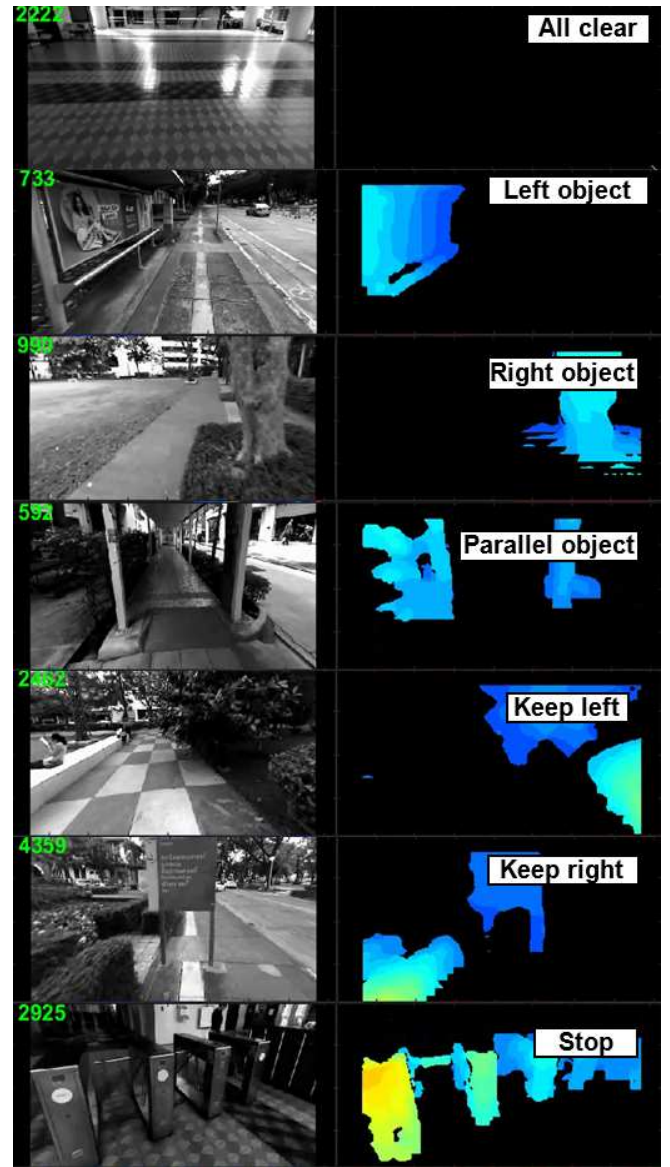 2222
All clear
733
Left object
990
Right object
592
Parallel object
2462
Keep left
4359
Keep right
2925
Stop